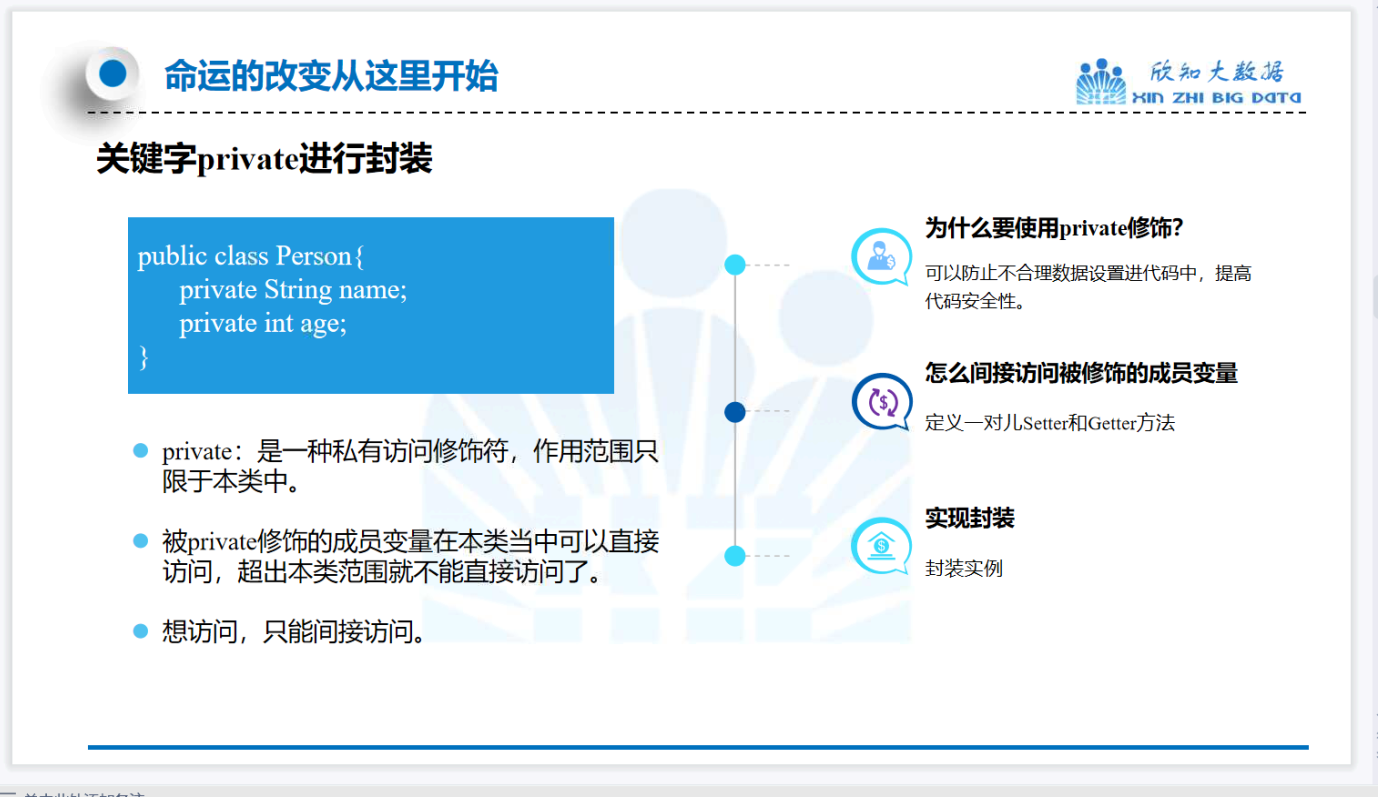 命运的改变从这里开始
欣知大数据
XIN ZHI BIG DATA
关键字private进行封装
public class Person{
private String name;
private int age;
}
private：是一种私有访问修饰符，作用范围只
限于本类中。
被private修饰的成员变量在本类当中可以直接
访问，超出本类范围就不能直接访问了。
想访问，只能间接访问。
为什么要使用private修饰？
可以防止不合理数据设置进代码中，提高
代码安全性。
怎么间接访问被修饰的成员变量
定义一对儿Setter和Getter方法
实现封装
封装实例